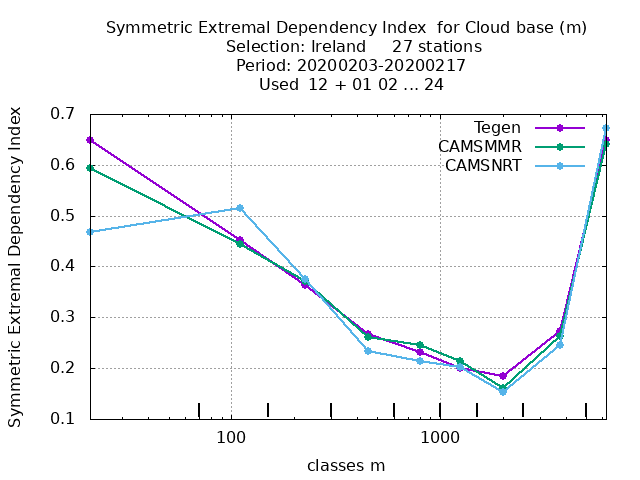 Symmetric Extremal Dependency Index for Cloud base (m)
Selection: Ireland 27 stations
Period: 20200203-20200217
Used 12 + 01 02 ... 24
Symmetric Extremal Dependency Index
0.7
0.6
0.5
0.4
0.3
0.2
0.1
Tegen
CAMSMMR
CAMSNRT
100
1000
classes m